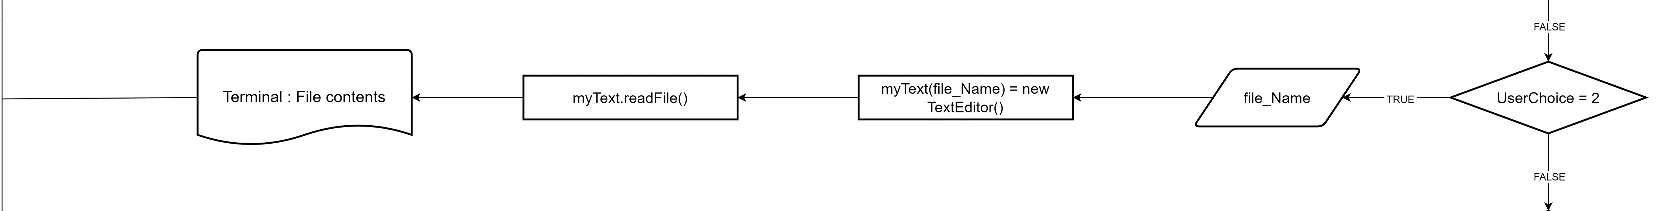 FALSE
Terminal : File contents
myText.readFile()
myText(file_Name) = new
TextEditor()
file_Name
TRUE
UserChoice = 2
FALSE